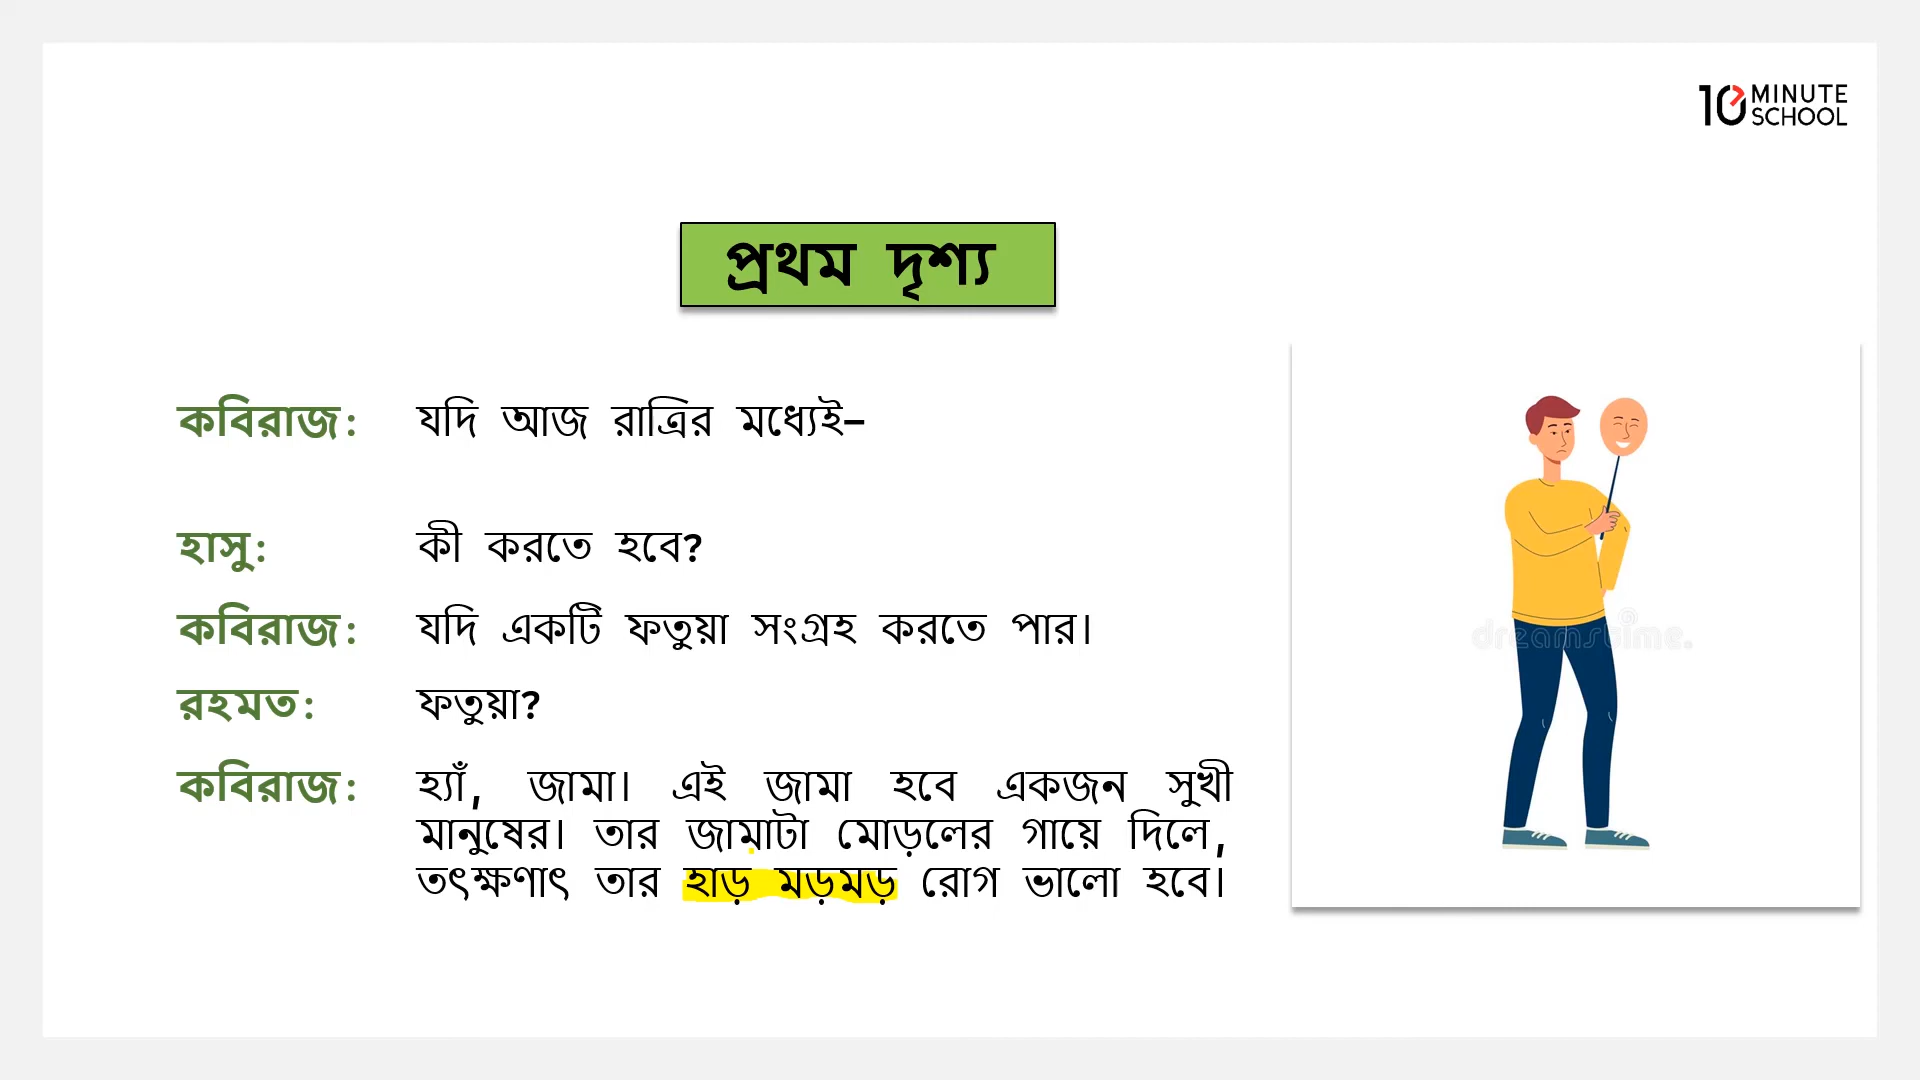 10 MINUTE SCHOOL
প্রথম দৃশ্য
কবিরাজ: যদি আজ রাত্রির মধ্যেই–
হাসু: কী করতে হবে?
কবিরাজ: যদি একটি ফতুয়া সংগ্রহ করতে পার।
রহমত: ফতুয়া?
কবিরাজ: হ্যাঁ, জামা। এই জামা হবে একজন সুখী
মানুষের। তার জামাটা মোড়লের গায়ে দিলে,
তৎক্ষণাৎ তার হাড় মড়মড় রোগ ভালো হবে।
dreamstime.